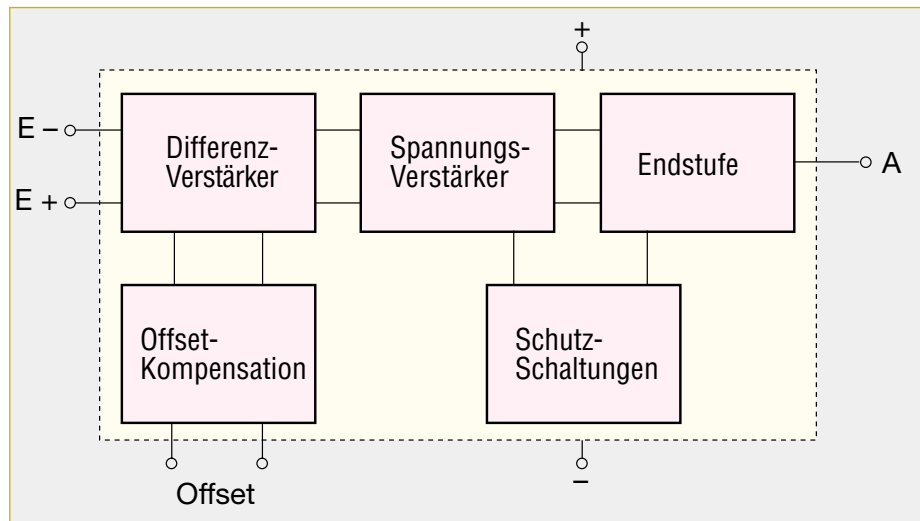 +
E –
Differenz-
Verstärker
Spannungs-
Verstärker
Endstufe
A
E +
Offset-
Kompensation
Schutz-
Schaltungen
Offset
–